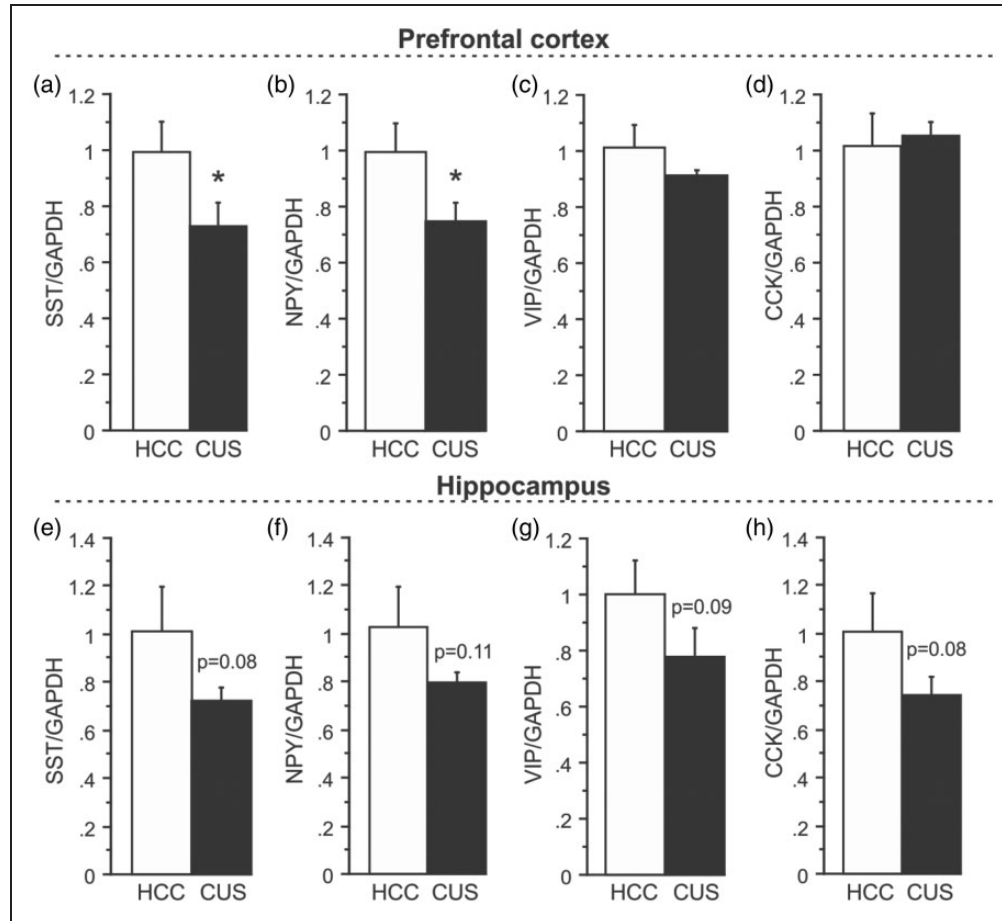 Prefrontal cortex
(a) (b) (c) (d)
1.2 1.2 1.2 1.2
1 1 1 1
* *
.8 .8 .8 .8
.6 .6 .6 .6
.4 .4 .4 .4
.2 .2 .2 .2
0 0 0 0
SST/GAPDH NPY/GAPDH VIP/GAPDH CCK/GAPDH
HCC CUS HCC CUS HCC CUS HCC CUS
Hippocampus
(e) (f) (g) (h)
1.4 1.4 1.2 1.4
1.2 1.2 1 1.2
1 1 .8 1
.8 .8 .6 .8
.6 .6 .4 .6
.4 .4 .2 .4
.2 .2 0 .2
0 0 0
p=0.08 p=0.11 p=0.09 p=0.08
SST/GAPDH NPY/GAPDH VIP/GAPDH CCK/GAPDH
HCC CUS HCC CUS HCC CUS HCC CUS